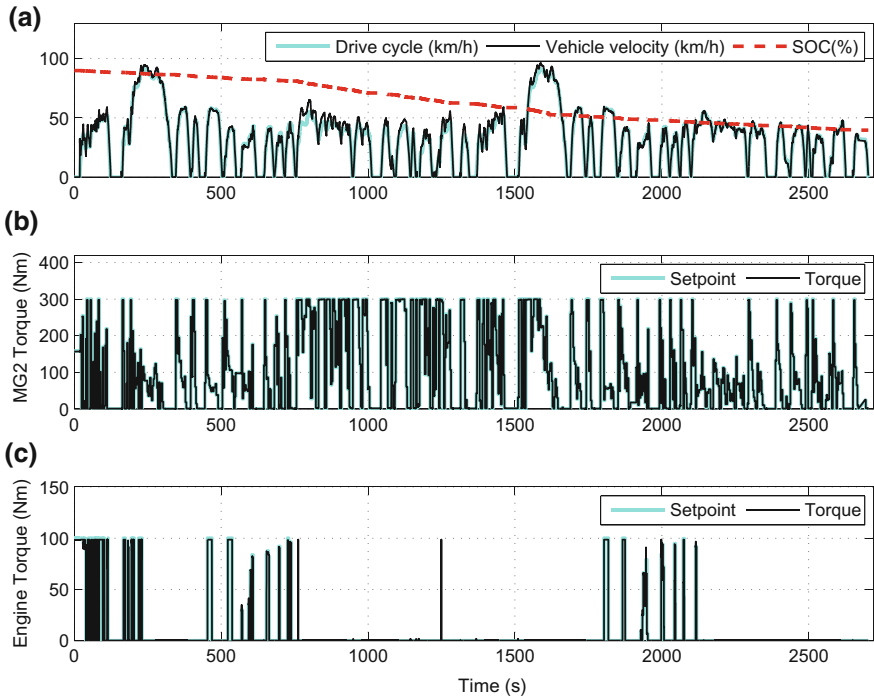 (a)
100
50
0
Drive cycle (km/h) Vehicle velocity (km/h) SOC(%)
0 500 1000 1500 2000 2500
(b)
MG2 Torque (Nm)
400
300
200
100
0
Setpoint Torque
0 500 1000 1500 2000 2500
(c)
Engine Torque (Nm)
150
100
50
0
Setpoint Torque
0 500 1000 1500 2000 2500
Time (s)